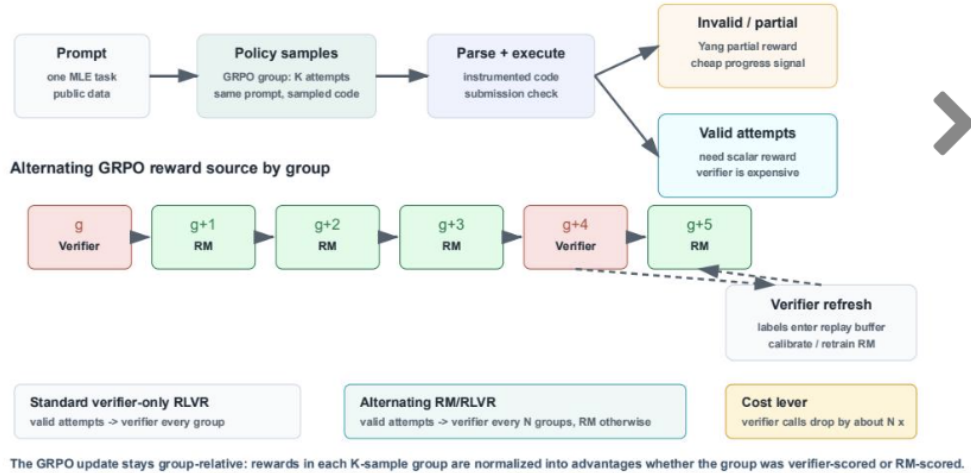 Prompt
one MLE task
public data
Policy samples
GRPO group: K attempts
same prompt, sampled code
Parse + execute
instrumented code
submission check
Invalid / partial
Yang partial reward
cheap progress signal
Valid attempts
need scalar reward
verifier is expensive
Alternating GRPO reward source by group
g
Verifier
g+1
RM
g+2
RM
g+3
RM
g+4
Verifier
g+5
RM
Verifier refresh
labels enter replay buffer
calibrate / retrain RM
Standard verifier-only RLVR
valid attempts -> verifier every group
Alternating RM/RLVR
valid attempts -> verifier every N groups, RM otherwise
Cost lever
verifier calls drop by about N x
The GRPO update stays group-relative: rewards in each K-sample group are normalized into advantages whether the group was verifier-scored or RM-scored.